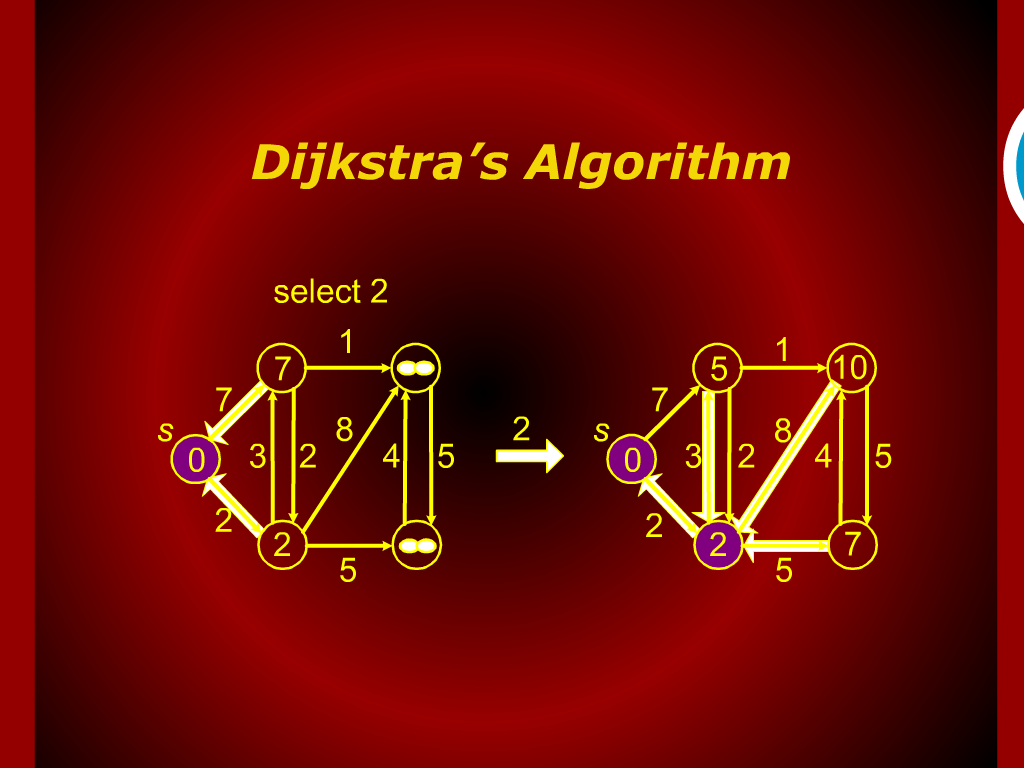 Dijkstra’s Algorithm
select 2
1 1
7 ∞ 5 10
7 8 7 8
s 3 2 4 5 2 s 3 2 4 5
0 0
2 2
2 ∞ 2 7
5 5